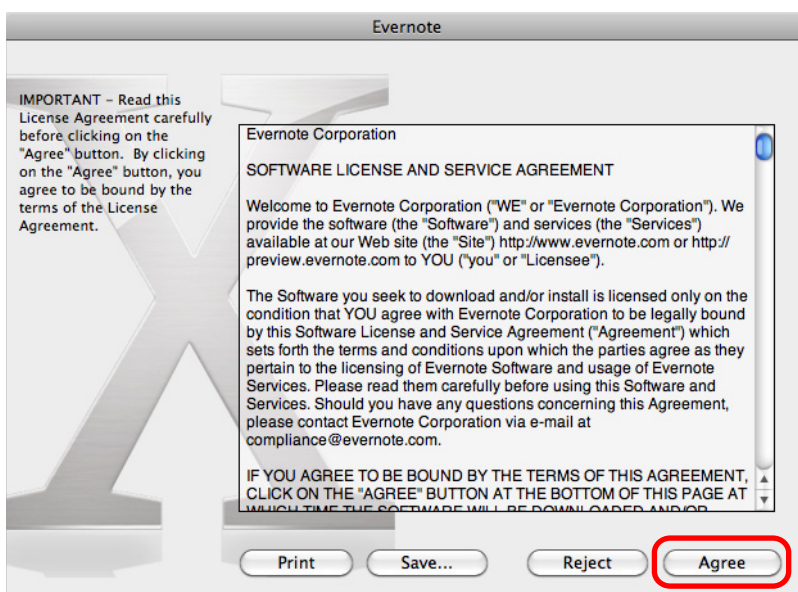 Evernote
IMPORTANT – Read this
License Agreement carefully
before clicking on the
"Agree" button.  By clicking
on the "Agree" button, you
agree to be bound by the
terms of the License
Agreement.
Evernote Corporation
SOFTWARE LICENSE AND SERVICE AGREEMENT
Welcome to Evernote Corporation ("WE" or "Evernote Corporation"). We
provide the software (the "Software") and services (the "Services")
available at our Web site (the "Site") http://www.evernote.com or http://
preview.evernote.com to YOU ("you" or "Licensee").
The Software you seek to download and/or install is licensed only on the
condition that YOU agree with Evernote Corporation to be legally bound
by this Software License and Service Agreement ("Agreement") which
sets forth the terms and conditions upon which the parties agree as they
pertain to the licensing of Evernote Software and usage of Evernote
Services. Please read them carefully before using this Software and
Services. Should you have any questions concerning this Agreement,
please contact Evernote Corporation via e-mail at
compliance@evernote.com.
IF YOU AGREE TO BE BOUND BY THE TERMS OF THIS AGREEMENT,
CLICK ON THE "AGREE" BUTTON AT THE BOTTOM OF THIS PAGE AT
WHICH TIME THE SOFTWARE WILL BE DOWNLOADED AND/OR
Print Save... Reject Agree